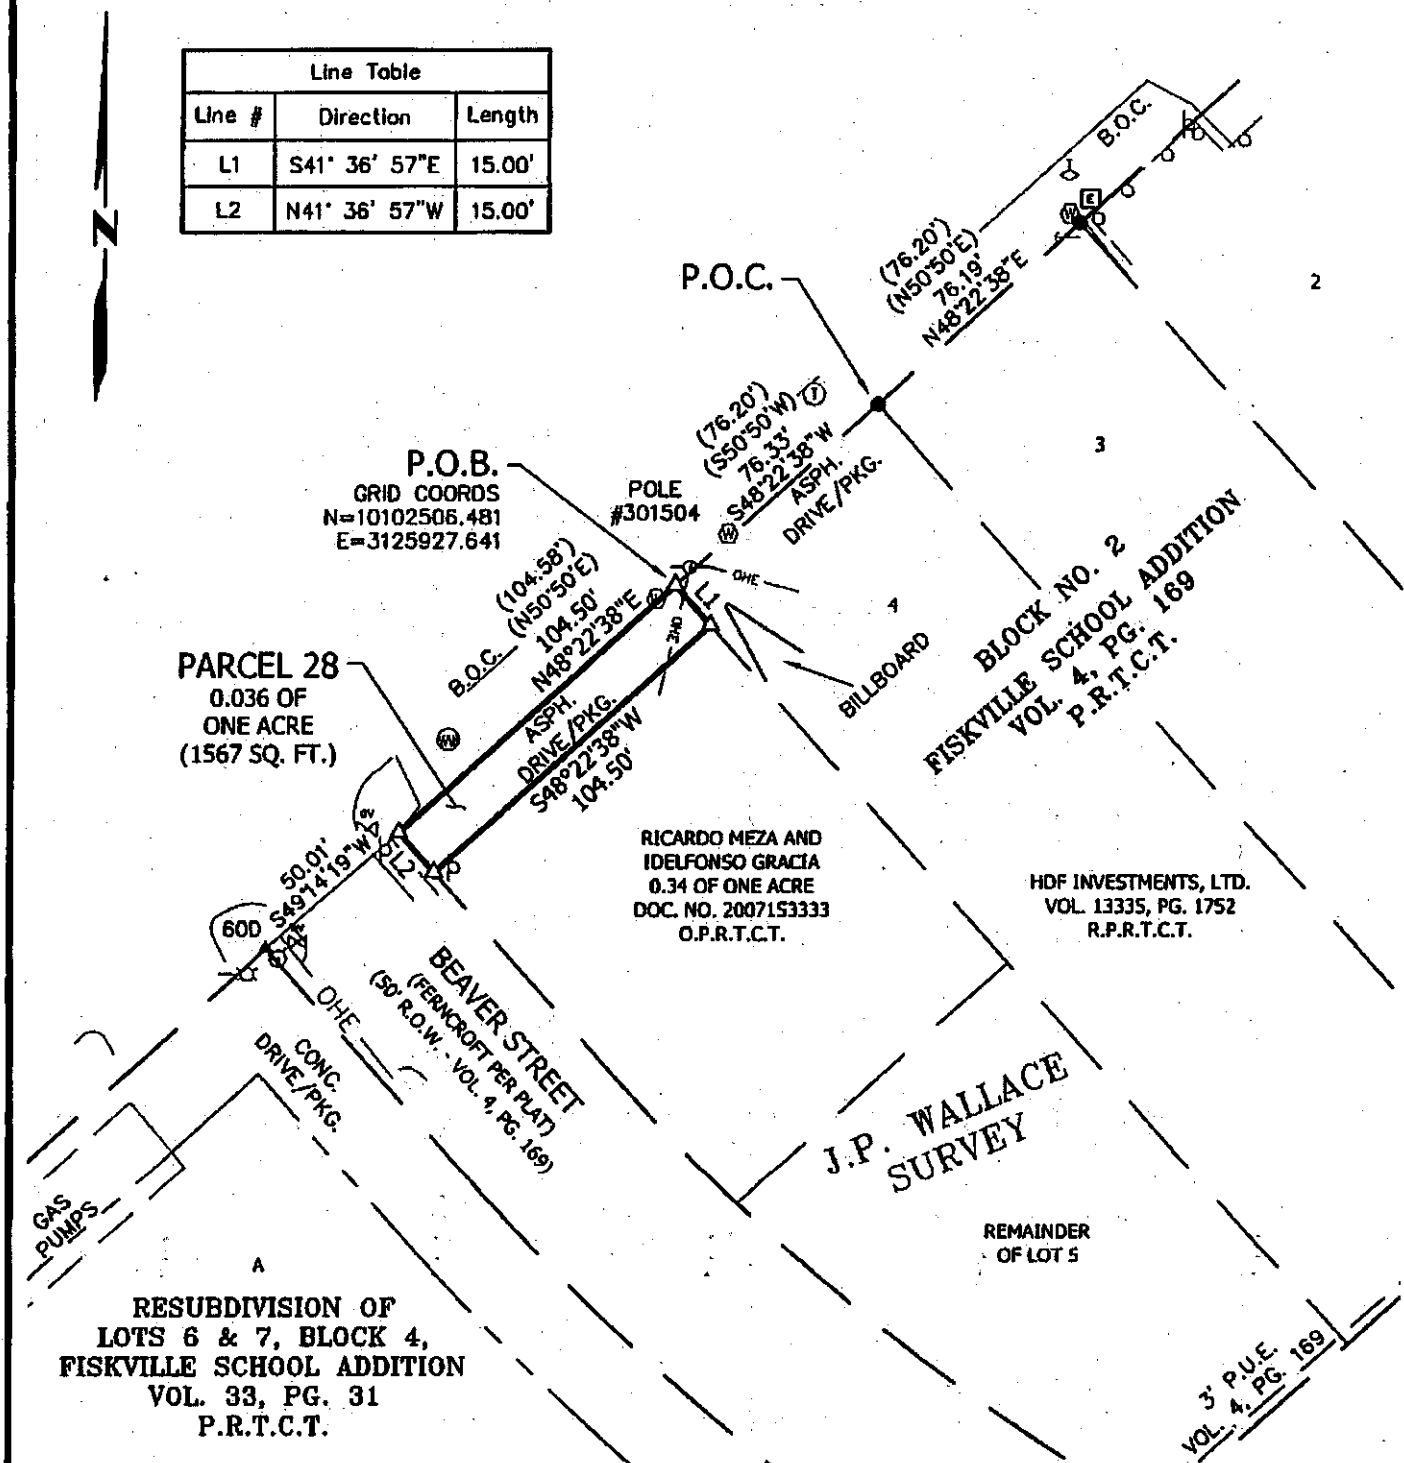 Line Table
Line # Direction Length
L1 S41° 36' 57"E 15.00'
L2 N41° 36' 57"W 15.00'
N
B.O.C.
E
W
(76.20')
(N50°50'E)
76.19'
N48°22'38"E
2
P.O.C.
(76.20')
(S50°50'W)
76.33'
S48°22'38"W
ASPH.
DRIVE/PKG.
T
3
P.O.B.
GRID COORDS
N=10102506.481
E=3125927.641
POLE
#301504
W
OHE
L1
OHE
4
BILLBOARD
BLOCK NO. 2
FISKVILLE SCHOOL ADDITION
VOL. 4, PG. 169
P.R.T.C.T.
(104.58')
(N50°50'E)
104.50'
N48°22'38"E
B.O.C.
ASPH.
DRIVE/PKG.
S48°22'38"W
104.50'
PARCEL 28
0.036 OF
ONE ACRE
(1567 SQ. FT.)
WW
L2
P
50.01'
S49°14'19"W
60D
OHE
CONC.
DRIVE/PKG.
BEAVER STREET
(FERNCROFT PER PLAT)
(50' R.O.W. - VOL. 4, PG. 169)
RICARDO MEZA AND
IDELFONSO GRACIA
0.34 OF ONE ACRE
DOC. NO. 2007153333
O.P.R.T.C.T.
HDF INVESTMENTS, LTD.
VOL. 13335, PG. 1752
R.P.R.T.C.T.
J.P. WALLACE
SURVEY
REMAINDER
OF LOT 5
GAS
PUMPS
A
RESUBDIVISION OF
LOTS 6 & 7, BLOCK 4,
FISKVILLE SCHOOL ADDITION
VOL. 33, PG. 31
P.R.T.C.T.
3' P.U.E.
VOL. 4, PG. 169